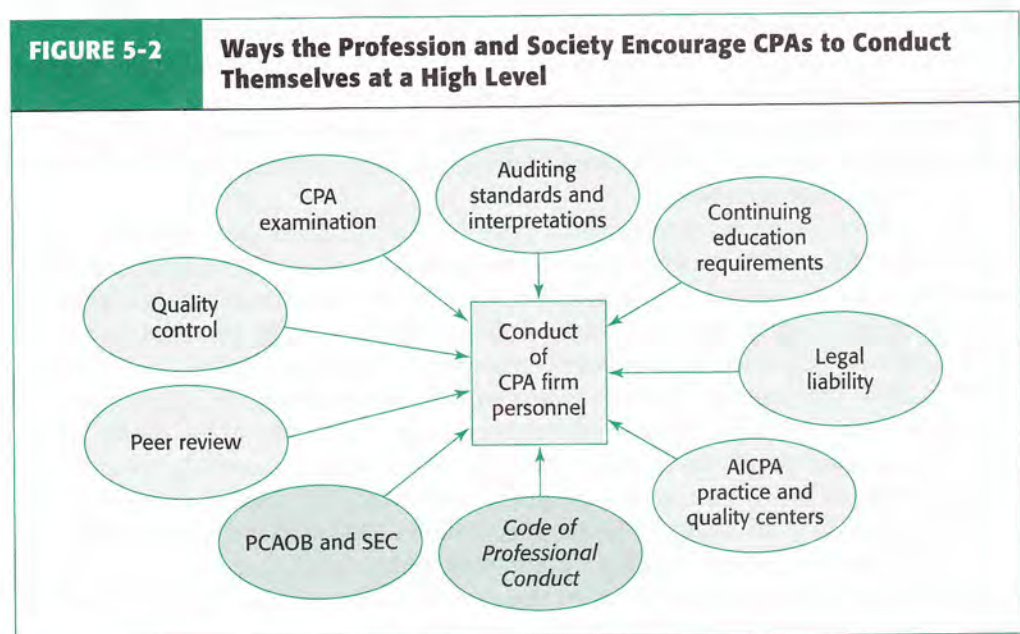 FIGURE 5-2
Ways the Profession and Society Encourage CPAs to Conduct
Themselves at a High Level
CPA
examination
Auditing
standards and
interpretations
Continuing
education
requirements
Quality
control
Conduct
of
CPA firm
personnel
Legal
liability
Peer review
AICPA
practice and
quality centers
PCAOB and SEC
Code of
Professional
Conduct